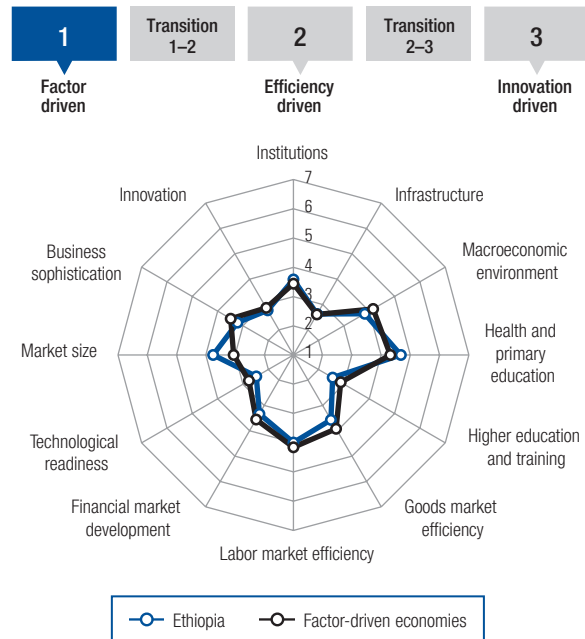 1
Transition
1–2
2
Transition
2–3
3
Factor
driven
Efficiency
driven
Innovation
driven
Institutions
Infrastructure
Macroeconomic
environment
Health and
primary
education
Higher education
and training
Goods market
efficiency
Labor market efficiency
Financial market
development
Technological
readiness
Market size
Business
sophistication
Innovation
7
6
5
4
3
2
1
Ethiopia
Factor-driven economies